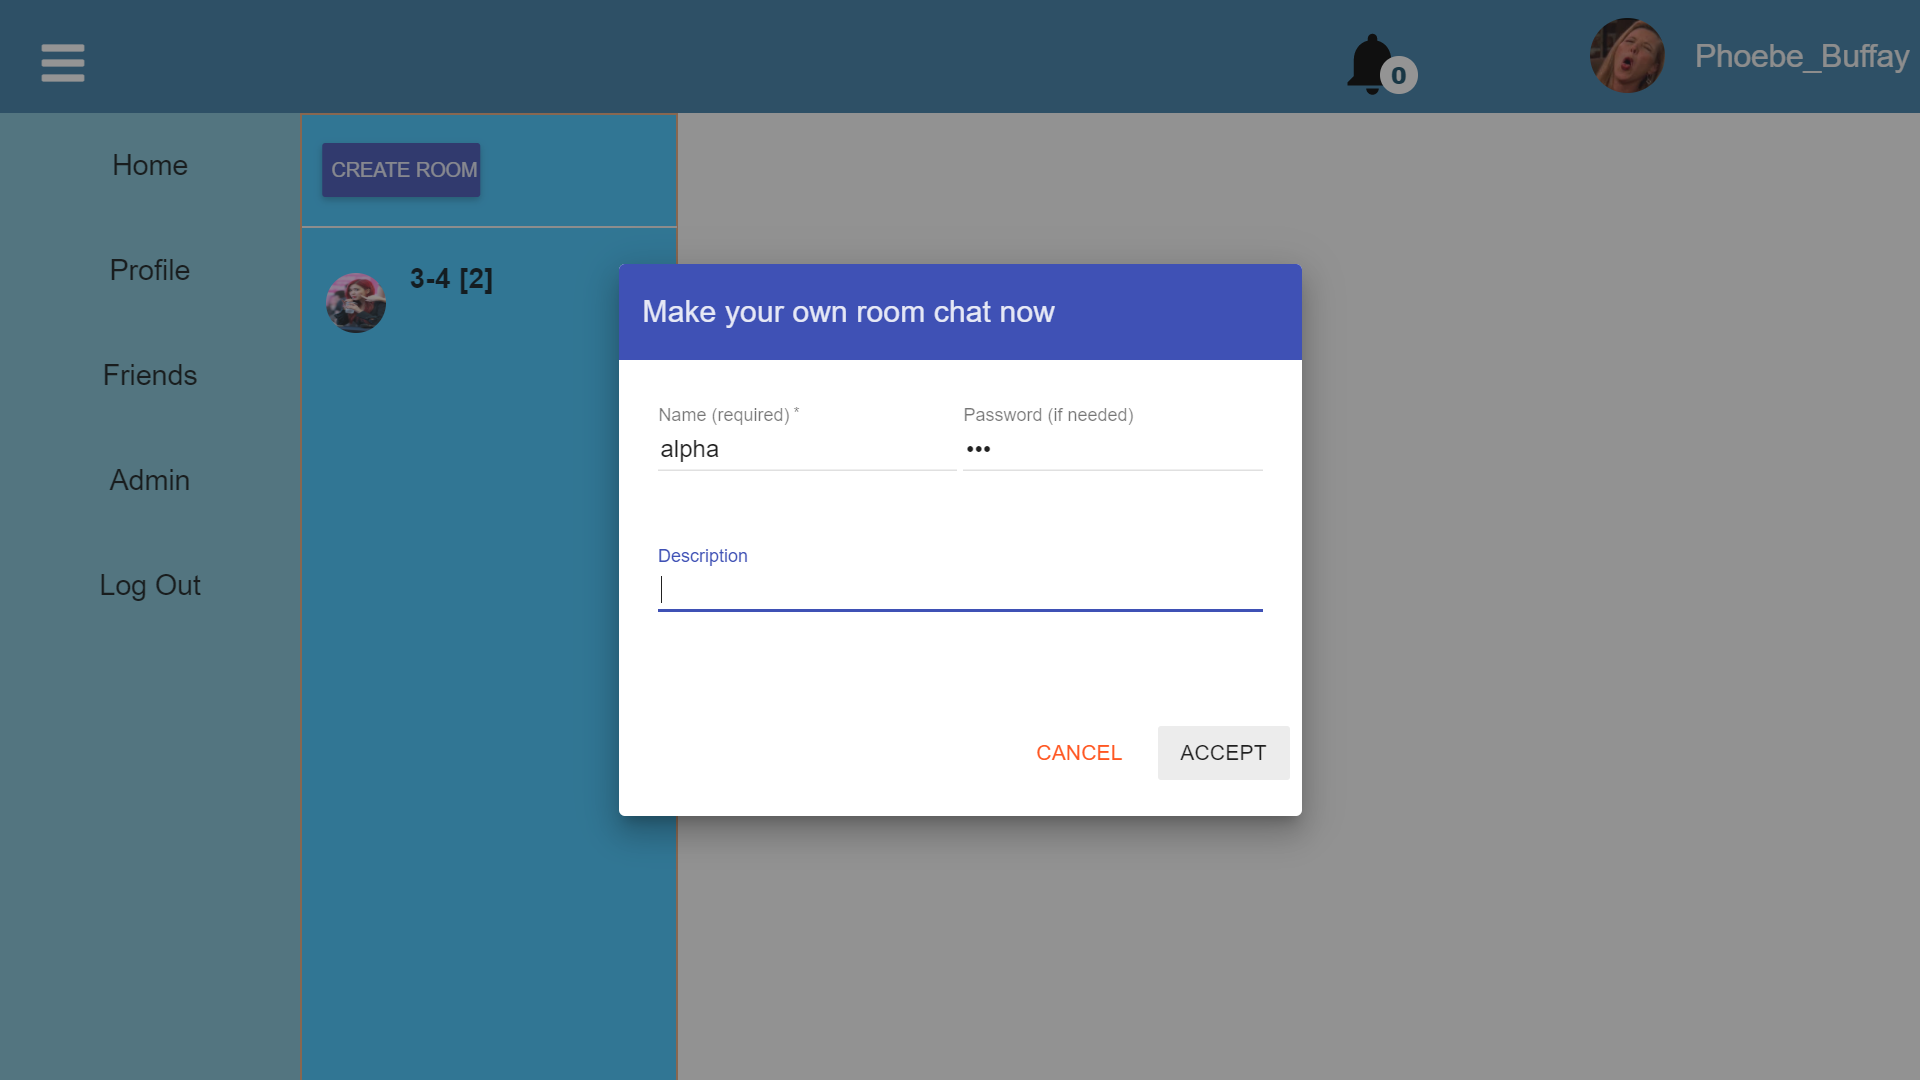 0
Phoebe_Buffay
Home
Profile
Friends
Admin
Log Out
CREATE ROOM
3-4 [2]
Make your own room chat now
Name (required) *
alpha
Password (if needed)
•••
Description
CANCEL
ACCEPT